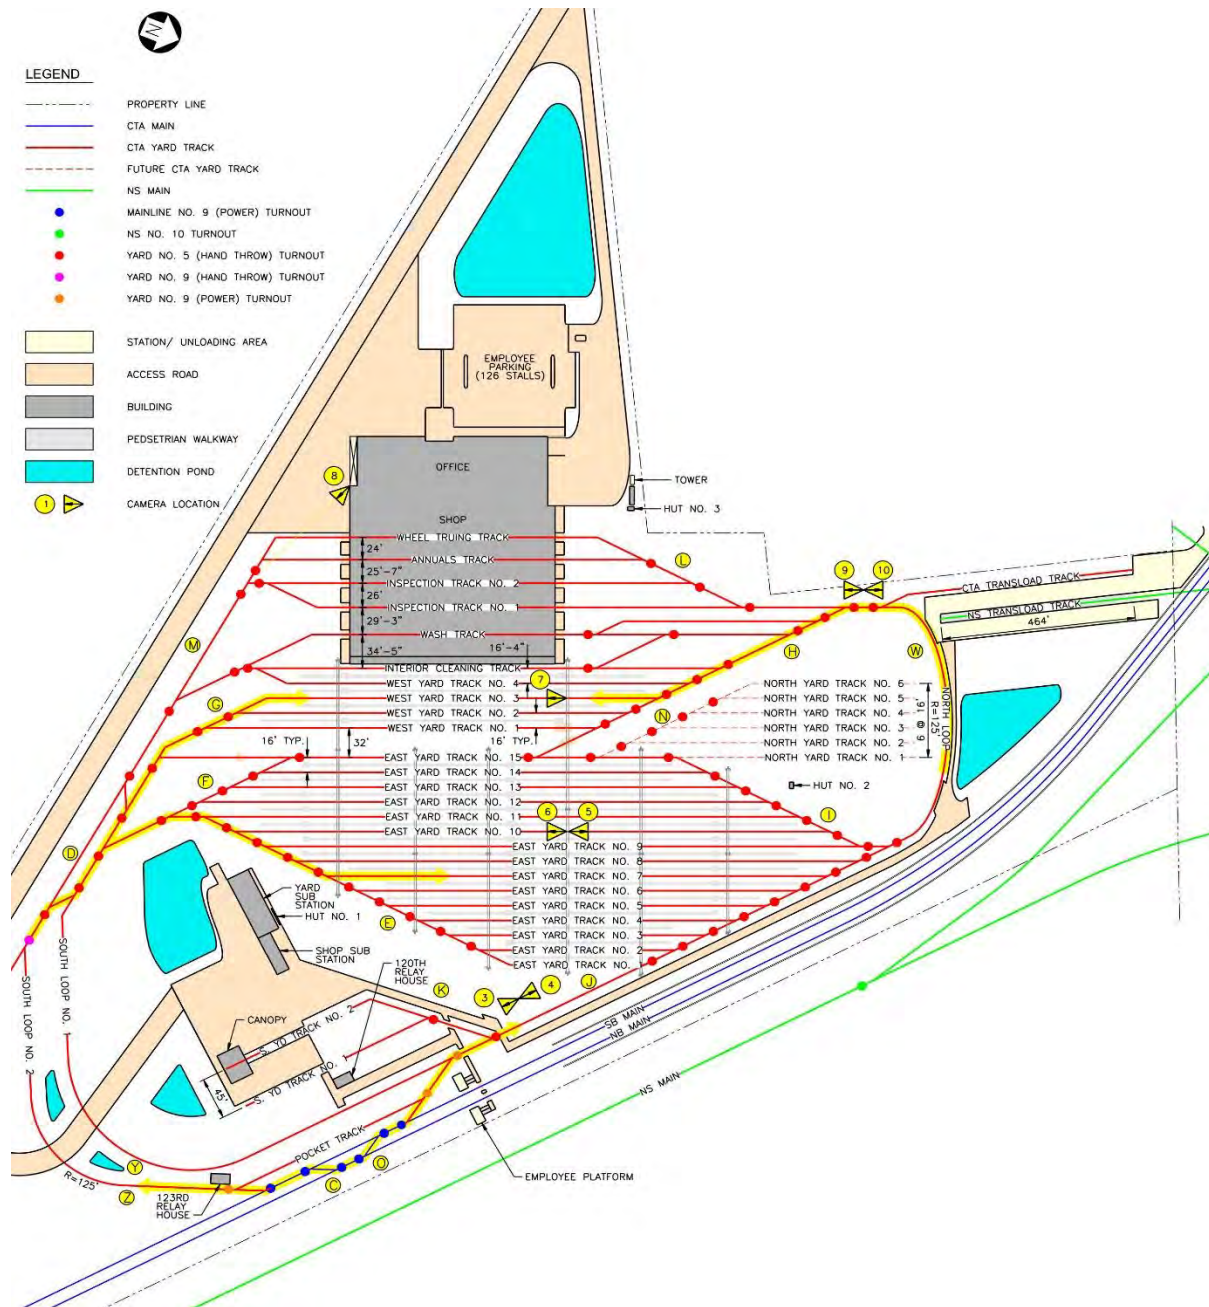 N
LEGEND
PROPERTY LINE
CTA MAIN
CTA YARD TRACK
FUTURE CTA YARD TRACK
NS MAIN
MAINLINE NO. 9 (POWER) TURNOUT
NS NO. 10 TURNOUT
YARD NO. 5 (HAND THROW) TURNOUT
YARD NO. 9 (HAND THROW) TURNOUT
YARD NO. 9 (POWER) TURNOUT
STATION/ UNLOADING AREA
ACCESS ROAD
BUILDING
PEDSETRIAN WALKWAY
DETENTION POND
1
CAMERA LOCATION
EMPLOYEE
PARKING
(126 STALLS)
8
OFFICE
SHOP
TOWER
HUT NO. 3
WHEEL TRUING TRACK
24'
ANNUALS TRACK
25'-7"
INSPECTION TRACK NO. 2
26'
INSPECTION TRACK NO. 1
29'-3"
WASH TRACK
34'-5"
16'-4"
INTERIOR CLEANING TRACK
WEST YARD TRACK NO. 4
WEST YARD TRACK NO. 3
WEST YARD TRACK NO. 2
WEST YARD TRACK NO. 1
7
L
9
10
CTA TRANSLOAD TRACK
NS TRANSLOAD TRACK
464'
M
H
W
G
N
NORTH YARD TRACK NO. 6
NORTH YARD TRACK NO. 5
NORTH YARD TRACK NO. 4
NORTH YARD TRACK NO. 3
NORTH YARD TRACK NO. 2
NORTH YARD TRACK NO. 1
6 @ 16'
R=125'
NORTH LOOP
16' TYP.
32'
16' TYP.
EAST YARD TRACK NO. 15
EAST YARD TRACK NO. 14
EAST YARD TRACK NO. 13
EAST YARD TRACK NO. 12
EAST YARD TRACK NO. 11
EAST YARD TRACK NO. 10
EAST YARD TRACK NO. 9
EAST YARD TRACK NO. 8
EAST YARD TRACK NO. 7
EAST YARD TRACK NO. 6
EAST YARD TRACK NO. 5
EAST YARD TRACK NO. 4
EAST YARD TRACK NO. 3
EAST YARD TRACK NO. 2
EAST YARD TRACK NO.
HUT NO. 2
F
6
5
I
D
YARD
SUB
STATION
HUT NO. 1
E
SHOP SUB
STATION
120TH
RELAY
HOUSE
K
3
4
J
SOUTH LOOP NO. 1
SOUTH LOOP NO. 2
CANOPY
S. YD TRACK NO. 2
S. YD TRACK NO. 1
45'
SB MAIN
NB MAIN
NS MAIN
POCKET TRACK
EMPLOYEE PLATFORM
Y
R=125'
O
C
Z
123RD
RELAY
HOUSE